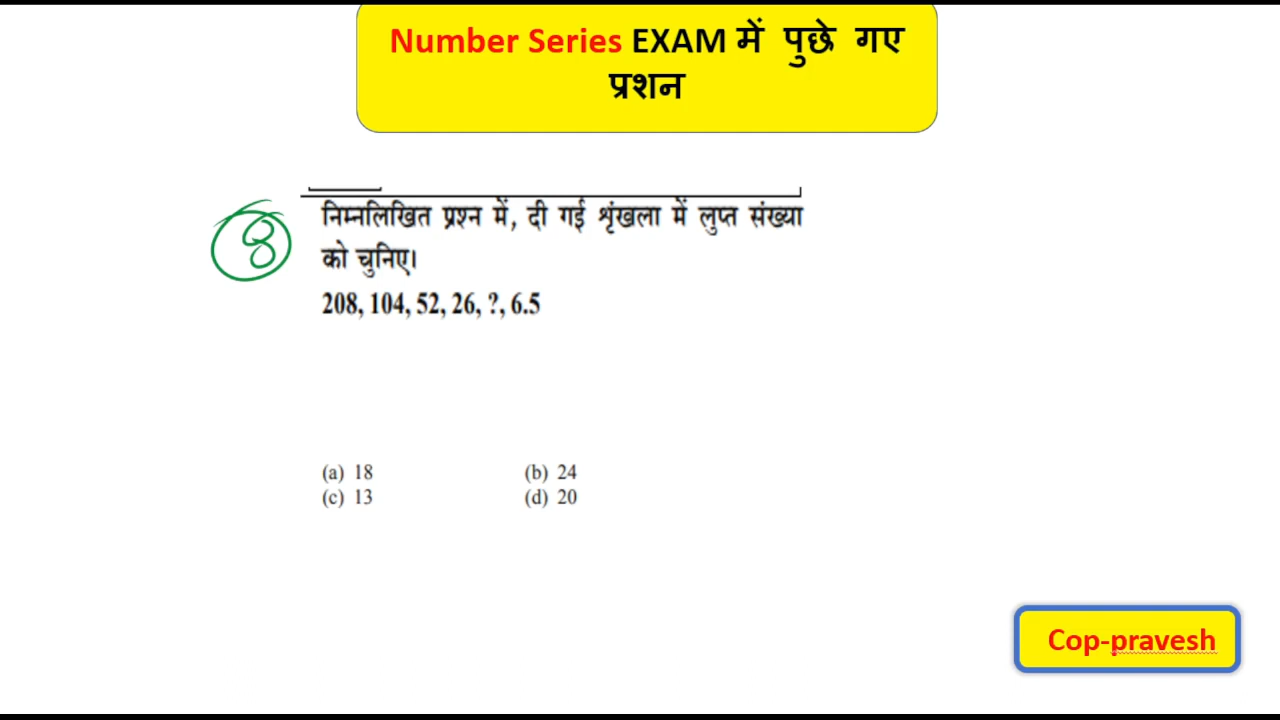 Number Series EXAM में पुछे गए
प्रशन
8
निम्नलिखित प्रश्न में, दी गई शृंखला में लुप्त संख्या
को चुनिए।
208, 104, 52, 26, ?, 6.5
(a) 18 (b) 24
(c) 13 (d) 20
Cop-pravesh